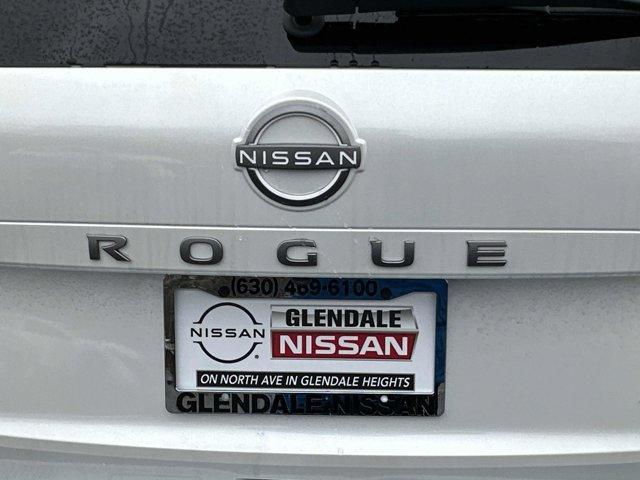 NISSAN
ROGUE
(630) 469-6100
NISSAN
GLENDALE
NISSAN
ON NORTH AVE IN GLENDALE HEIGHTS
GLENDALE NISSAN